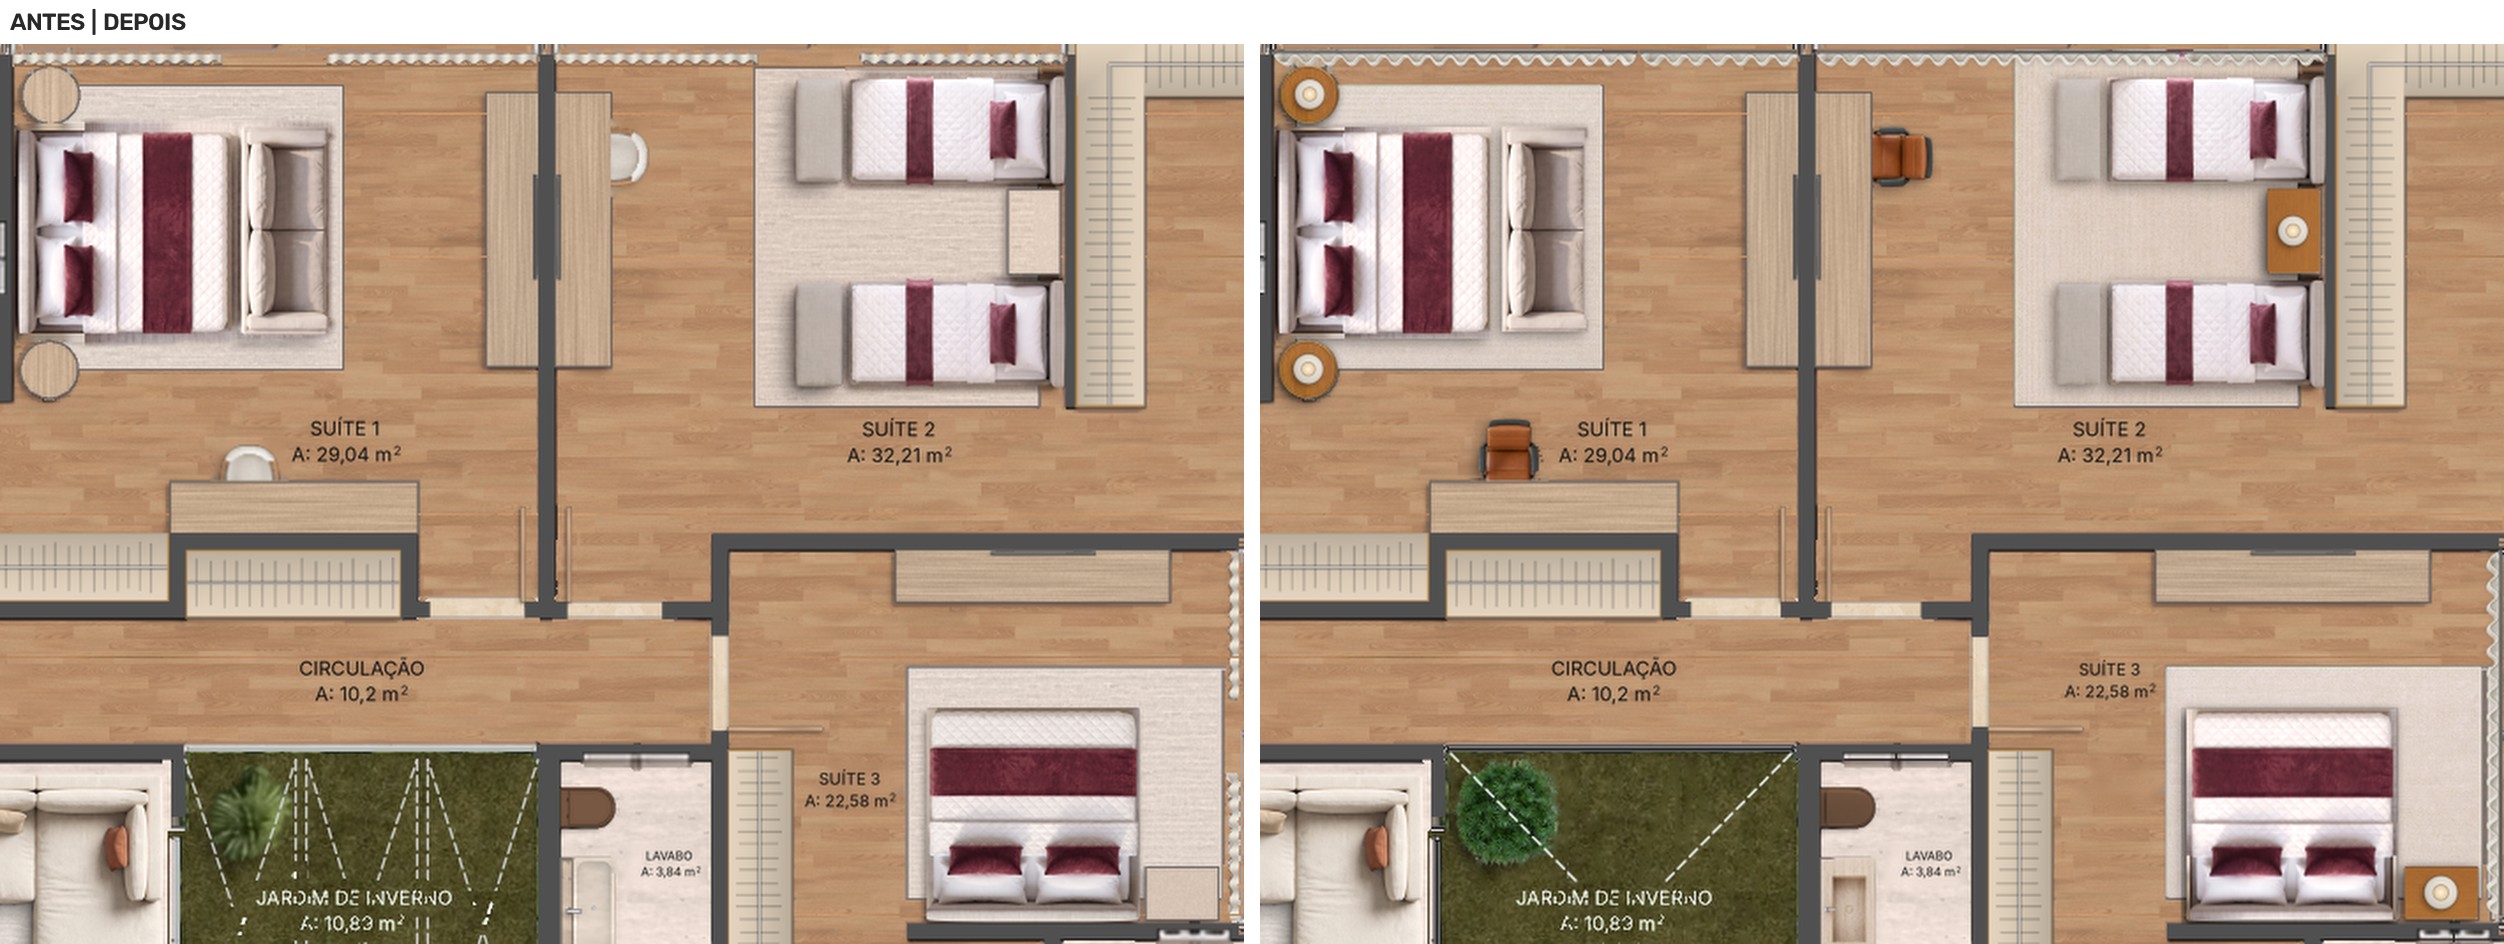 ANTES | DEPOIS
SUÍTE 1
A: 29,04 m²
SUÍTE 2
A: 32,21 m²
CIRCULAÇÃO
A: 10,2 m²
SUÍTE 3
A: 22,58 m²
LAVABO
A: 3,84 m²
JARDIM DE INVERNO
A: 10,83 m²
SUÍTE 1
A: 29,04 m²
SUÍTE 2
A: 32,21 m²
CIRCULAÇÃO
A: 10,2 m²
SUÍTE 3
A: 22,58 m²
LAVABO
A: 3,84 m²
JARDIM DE INVERNO
A: 10,83 m²